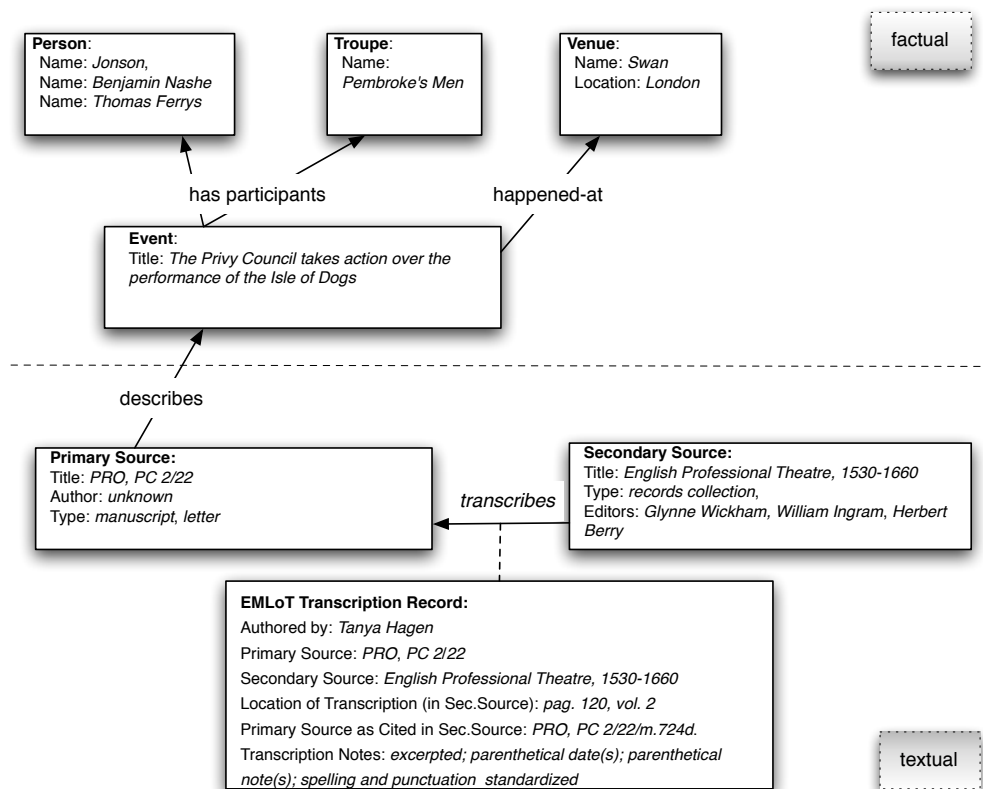 Person:
Name: Jonson,
Name: Benjamin Nashe
Name: Thomas Ferrys
Troupe:
Name:
Pembroke's Men
Venue:
Name: Swan
Location: London
factual
has participants
happened-at
Event:
Title: The Privy Council takes action over the
performance of the Isle of Dogs
describes
Primary Source:
Title: PRO, PC 2/22
Author: unknown
Type: manuscript, letter
transcribes
Secondary Source:
Title: English Professional Theatre, 1530-1660
Type: records collection,
Editors: Glynne Wickham, William Ingram, Herbert
Berry
EMLoT Transcription Record:
Authored by: Tanya Hagen
Primary Source: PRO, PC 2/22
Secondary Source: English Professional Theatre, 1530-1660
Location of Transcription (in Sec.Source): pag. 120, vol. 2
Primary Source as Cited in Sec.Source: PRO, PC 2/22/m.724d.
Transcription Notes: excerpted; parenthetical date(s); parenthetical
note(s); spelling and punctuation standardized
textual